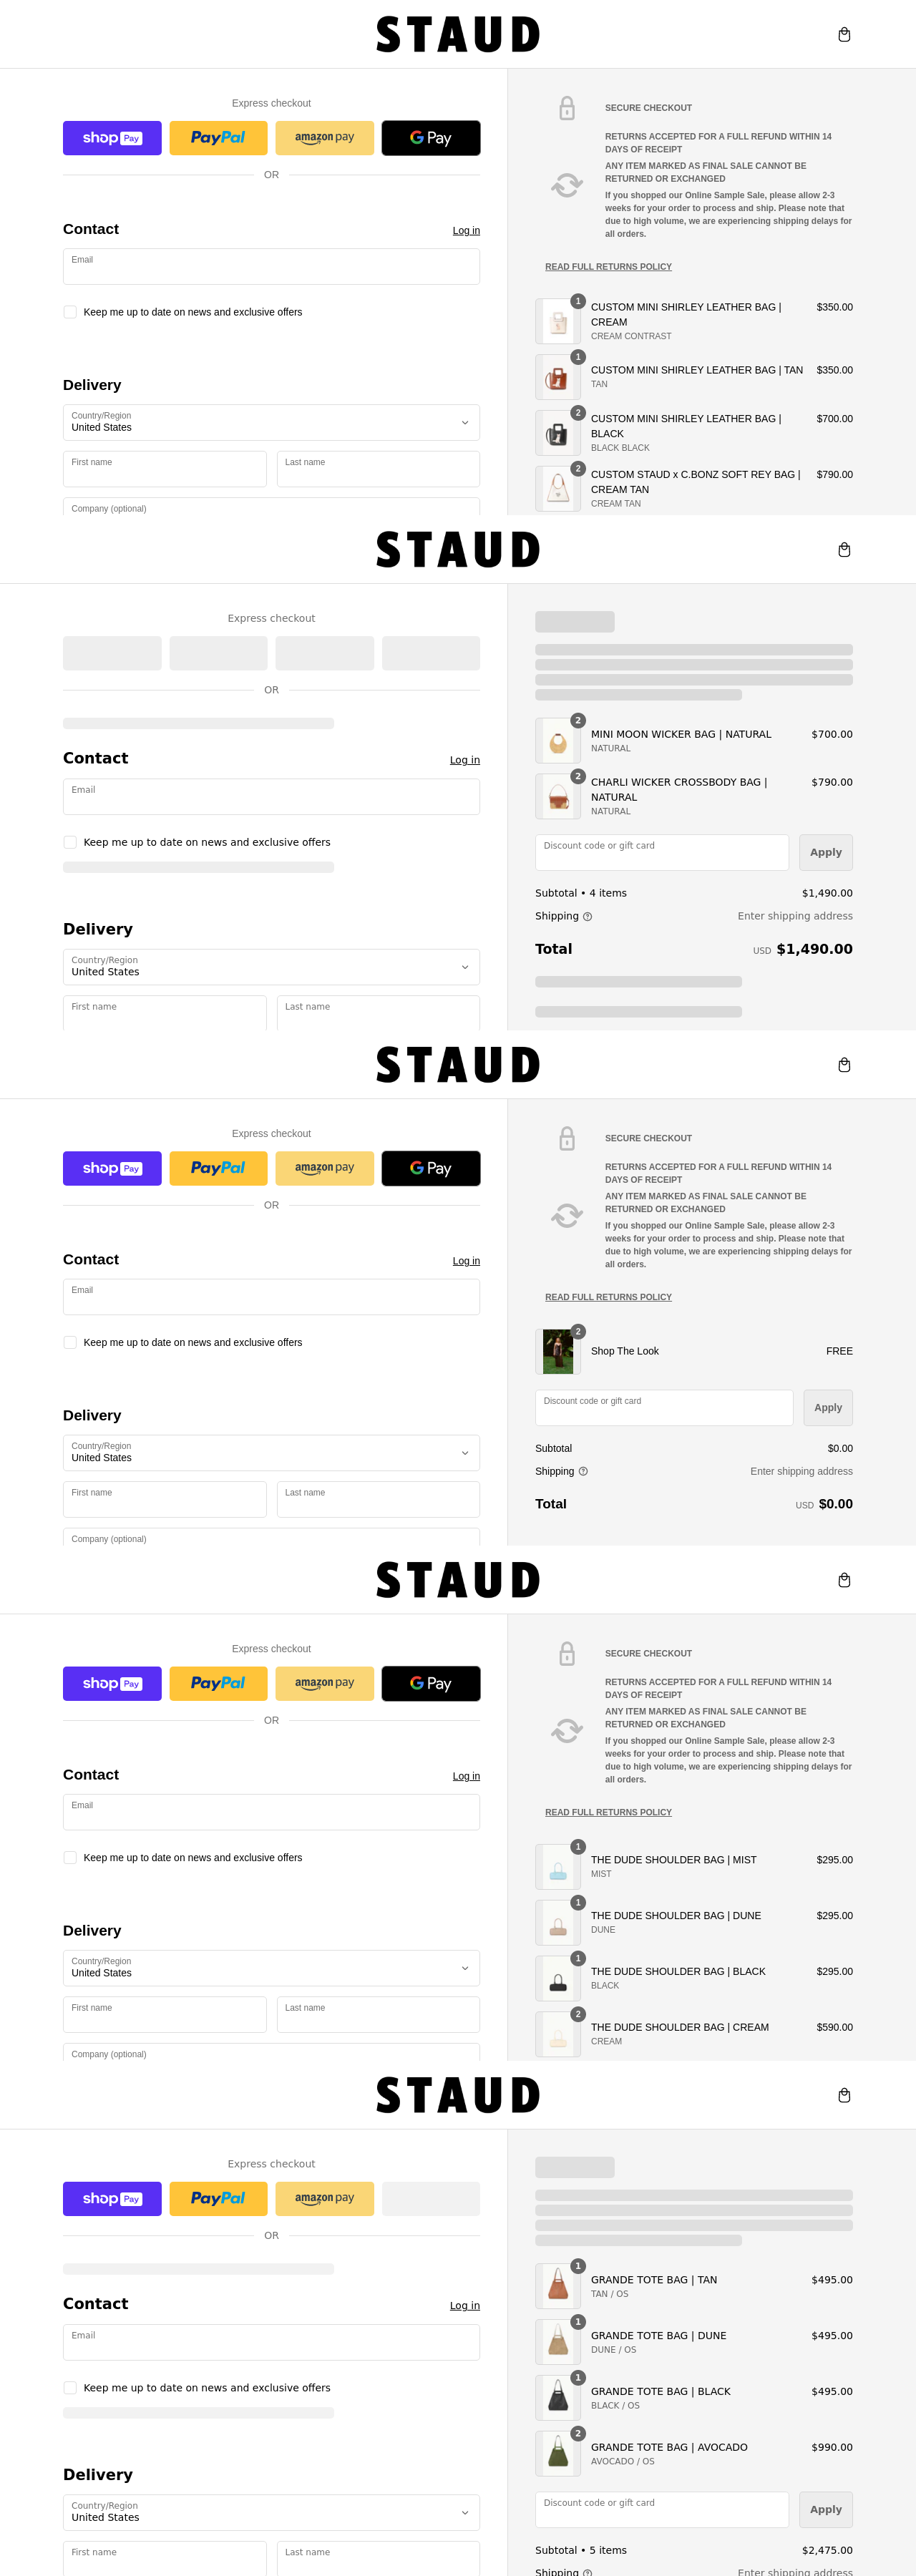 STAUD
Express checkout
shop Pay
PayPal
amazon pay
G Pay
OR
Contact
Log in
Email
Keep me up to date on news and exclusive offers
Delivery
Country/Region
United States
First name
Last name
Company (optional)
SECURE CHECKOUT
RETURNS ACCEPTED FOR A FULL REFUND WITHIN 14
DAYS OF RECEIPT
ANY ITEM MARKED AS FINAL SALE CANNOT BE
RETURNED OR EXCHANGED
If you shopped our Online Sample Sale, please allow 2-3
weeks for your order to process and ship. Please note that
due to high volume, we are experiencing shipping delays for
all orders.
READ FULL RETURNS POLICY
1
CUSTOM MINI SHIRLEY LEATHER BAG |
CREAM
CREAM CONTRAST
$350.00
1
CUSTOM MINI SHIRLEY LEATHER BAG | TAN
TAN
$350.00
2
CUSTOM MINI SHIRLEY LEATHER BAG |
BLACK
BLACK BLACK
$700.00
2
CUSTOM STAUD x C.BONZ SOFT REY BAG |
CREAM TAN
CREAM TAN
$790.00
STAUD
Express checkout
OR
Contact
Log in
Email
Keep me up to date on news and exclusive offers
Delivery
Country/Region
United States
First name
Last name
2
MINI MOON WICKER BAG | NATURAL
NATURAL
$700.00
2
CHARLI WICKER CROSSBODY BAG |
NATURAL
NATURAL
$790.00
Discount code or gift card
Apply
Subtotal • 4 items
$1,490.00
Shipping
Enter shipping address
Total
USD $1,490.00
STAUD
Express checkout
shop Pay
PayPal
amazon pay
G Pay
OR
Contact
Log in
Email
Keep me up to date on news and exclusive offers
Delivery
Country/Region
United States
First name
Last name
Company (optional)
SECURE CHECKOUT
RETURNS ACCEPTED FOR A FULL REFUND WITHIN 14
DAYS OF RECEIPT
ANY ITEM MARKED AS FINAL SALE CANNOT BE
RETURNED OR EXCHANGED
If you shopped our Online Sample Sale, please allow 2-3
weeks for your order to process and ship. Please note that
due to high volume, we are experiencing shipping delays for
all orders.
READ FULL RETURNS POLICY
2
Shop The Look
FREE
Discount code or gift card
Apply
Subtotal
$0.00
Shipping
Enter shipping address
Total
USD $0.00
STAUD
Express checkout
shop Pay
PayPal
amazon pay
G Pay
OR
Contact
Log in
Email
Keep me up to date on news and exclusive offers
Delivery
Country/Region
United States
First name
Last name
Company (optional)
SECURE CHECKOUT
RETURNS ACCEPTED FOR A FULL REFUND WITHIN 14
DAYS OF RECEIPT
ANY ITEM MARKED AS FINAL SALE CANNOT BE
RETURNED OR EXCHANGED
If you shopped our Online Sample Sale, please allow 2-3
weeks for your order to process and ship. Please note that
due to high volume, we are experiencing shipping delays for
all orders.
READ FULL RETURNS POLICY
1
THE DUDE SHOULDER BAG | MIST
MIST
$295.00
1
THE DUDE SHOULDER BAG | DUNE
DUNE
$295.00
1
THE DUDE SHOULDER BAG | BLACK
BLACK
$295.00
2
THE DUDE SHOULDER BAG | CREAM
CREAM
$590.00
STAUD
Express checkout
shop Pay
PayPal
amazon pay
OR
Contact
Log in
Email
Keep me up to date on news and exclusive offers
Delivery
Country/Region
United States
First name
Last name
1
GRANDE TOTE BAG | TAN
TAN / OS
$495.00
1
GRANDE TOTE BAG | DUNE
DUNE / OS
$495.00
1
GRANDE TOTE BAG | BLACK
BLACK / OS
$495.00
2
GRANDE TOTE BAG | AVOCADO
AVOCADO / OS
$990.00
Discount code or gift card
Apply
Subtotal • 5 items
$2,475.00
Shipping
Enter shipping address